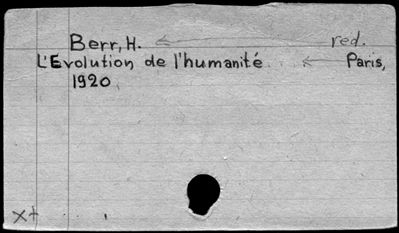 Berr, H. red.
L'Evolution de l'humanité Paris,
1920
x+